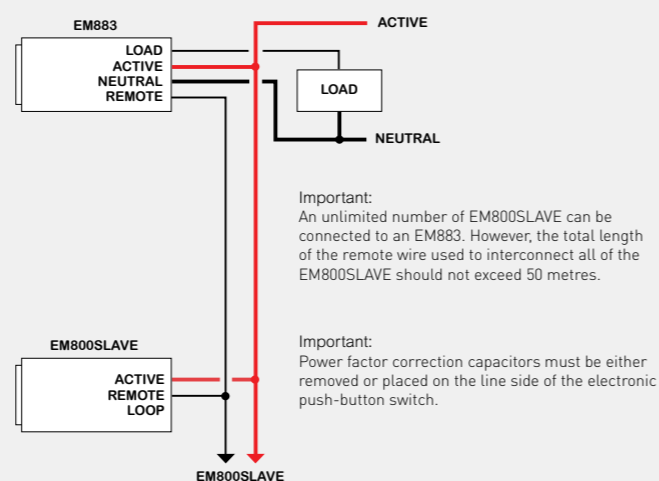 EM883
ACTIVE
LOAD
ACTIVE
NEUTRAL
REMOTE
LOAD
NEUTRAL
Important:
An unlimited number of EM800SLAVE can be
connected to an EM883. However, the total length
of the remote wire used to interconnect all of the
EM800SLAVE should not exceed 50 metres.
Important:
Power factor correction capacitors must be either
removed or placed on the line side of the electronic
push-button switch.
EM800SLAVE
ACTIVE
REMOTE
LOOP
EM800SLAVE